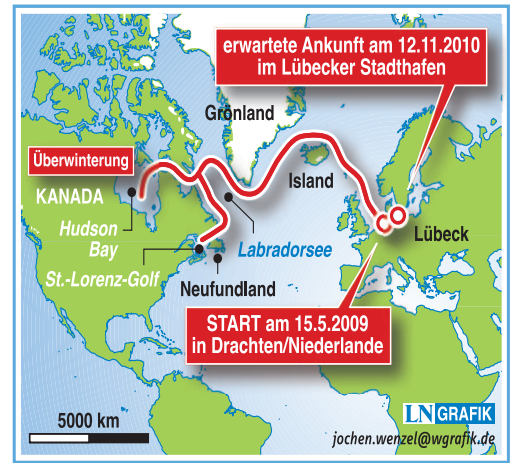 erwartete Ankunft am 12.11.2010
im Lübecker Stadthafen
Grönland
Überwinterung
Island
KANADA
Hudson
Bay
Labradorsee
Lübeck
St.-Lorenz-Golf
Neufundland
START am 15.5.2009
in Drachten/Niederlande
5000 km
LN GRAFIK
jochen.wenzel@wgrafik.de